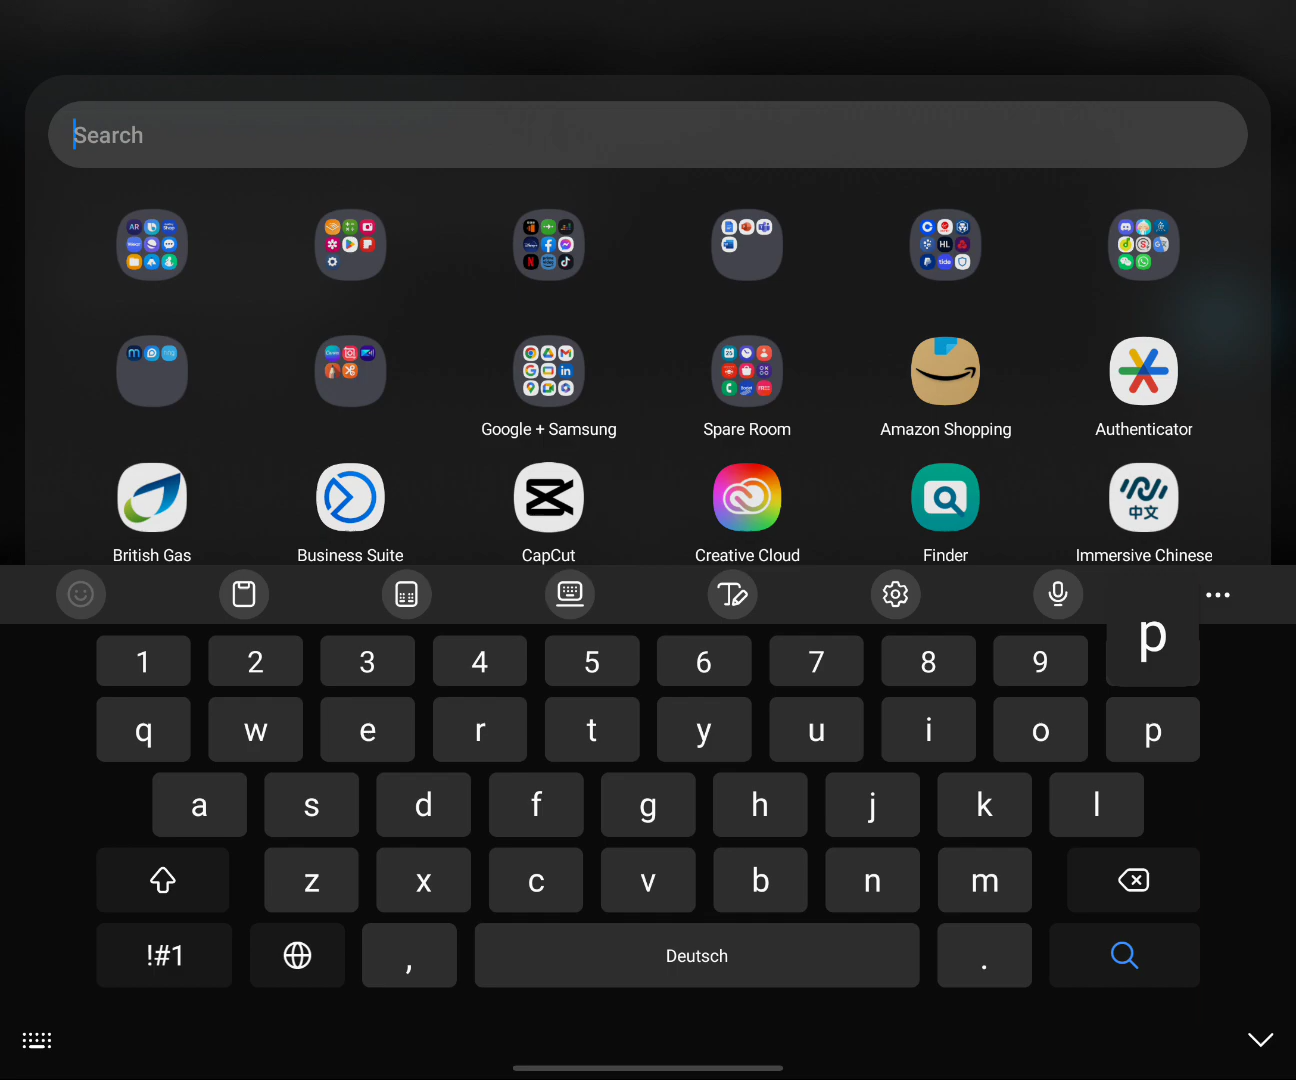 Search
Google + Samsung
Spare Room
Amazon Shopping
Authenticator
中文
British Gas
Business Suite
CapCut
Creative Cloud
Finder
Immersive Chinese
p
1 2 3 4 5 6 7 8 9
q w e r t y u i o p
a s d f g h j k l
z x c v b n m
!#1 , Deutsch .